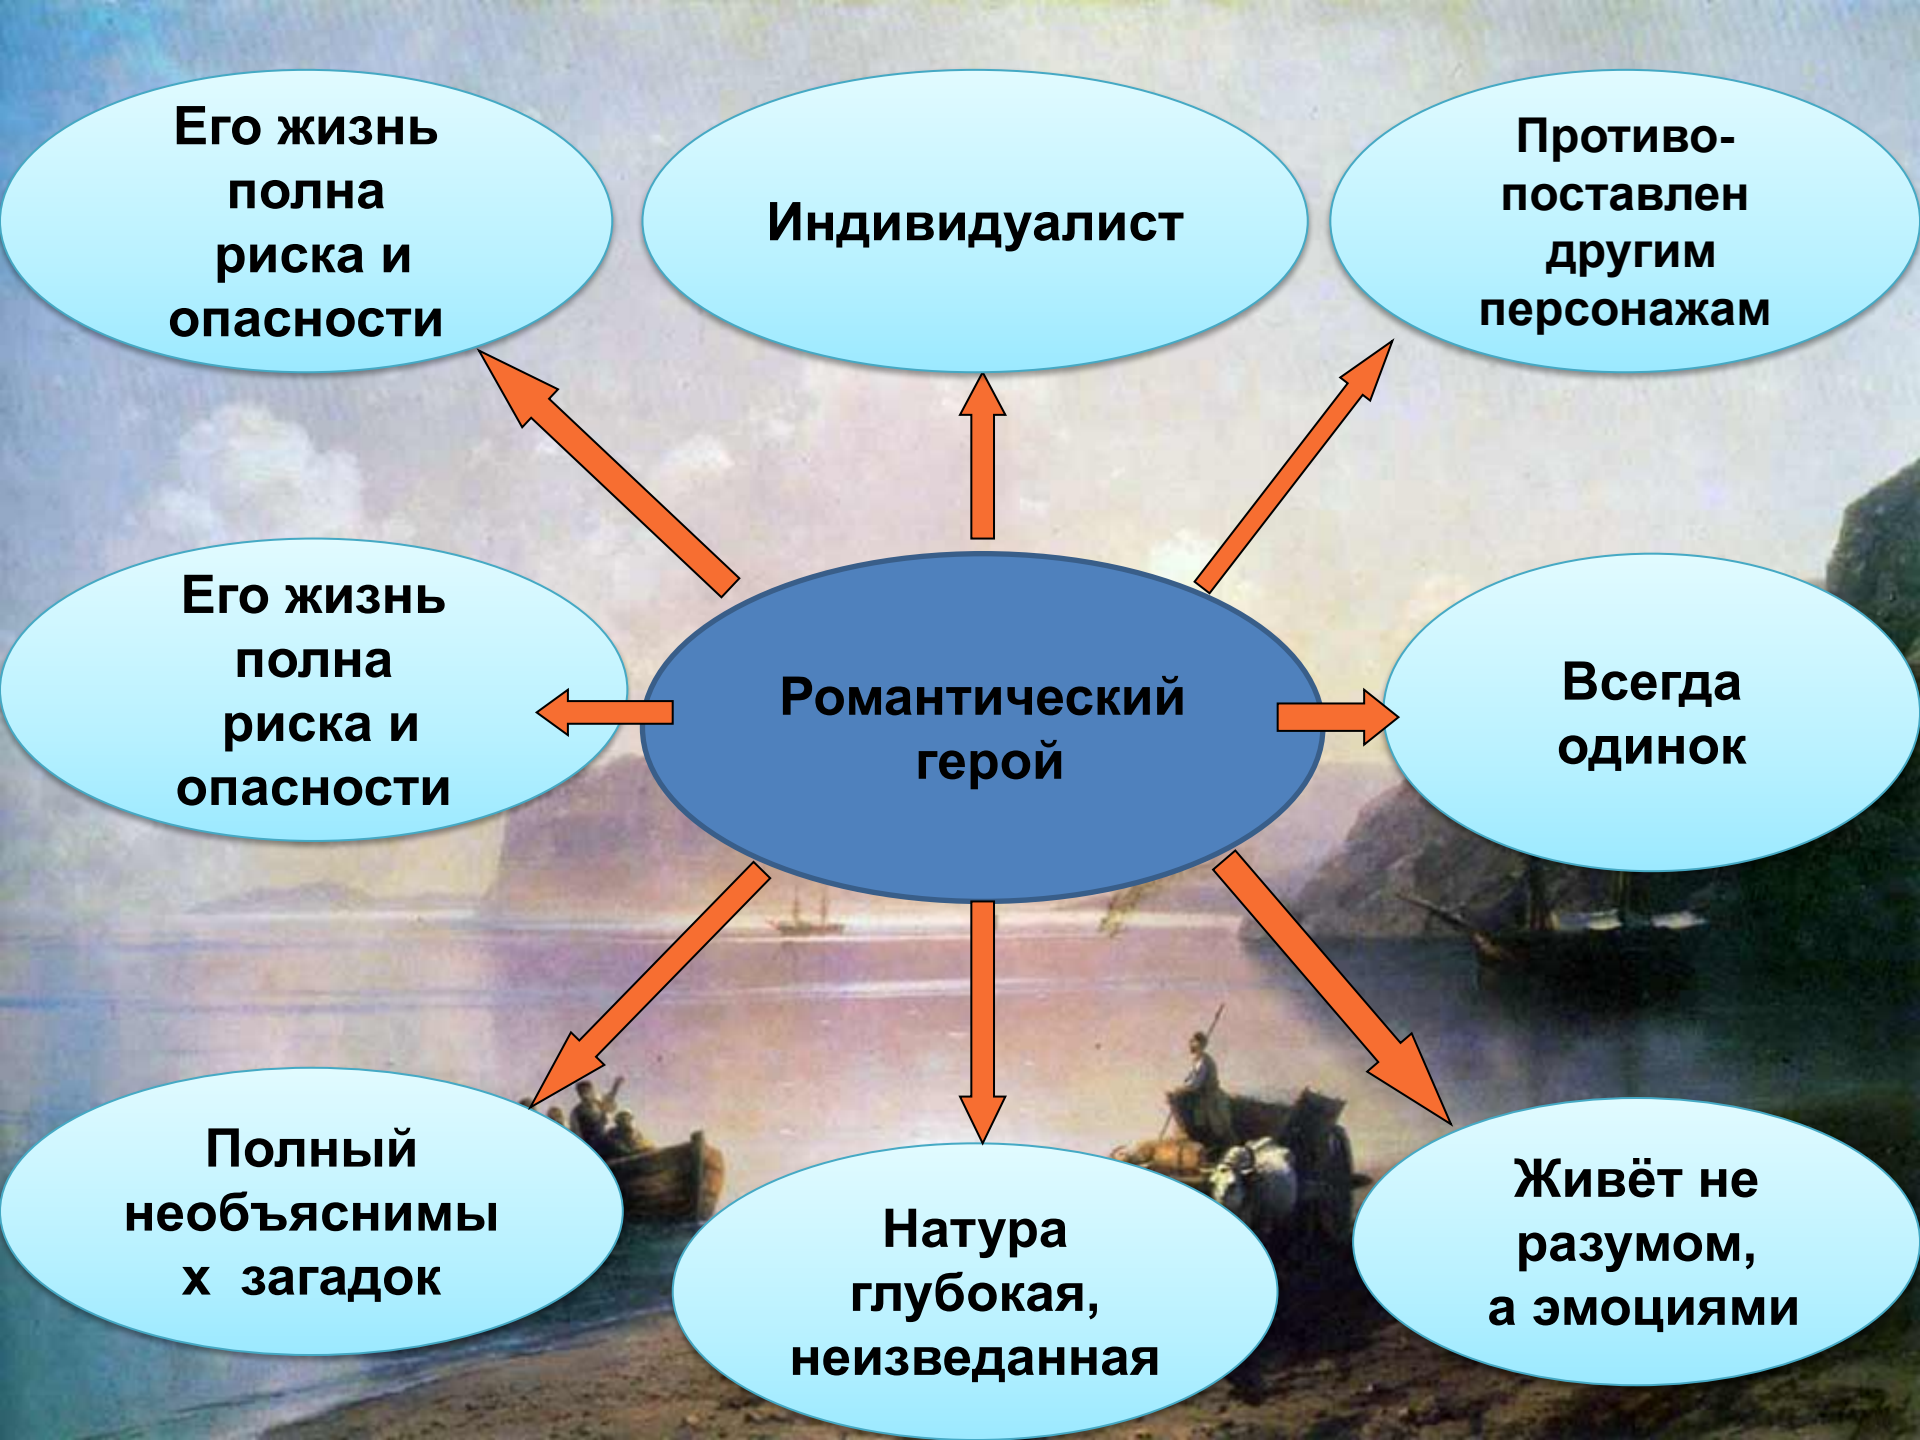 Его жизнь
полна
риска и
опасности
Индивидуалист
Противо-
поставлен
другим
персонажам
Его жизнь
полна
риска и
опасности
Романтический
герой
Всегда
одинок
Полный
необъяснимы
х загадок
Натура
глубокая,
неизведанная
Живёт не
разумом,
а эмоциями